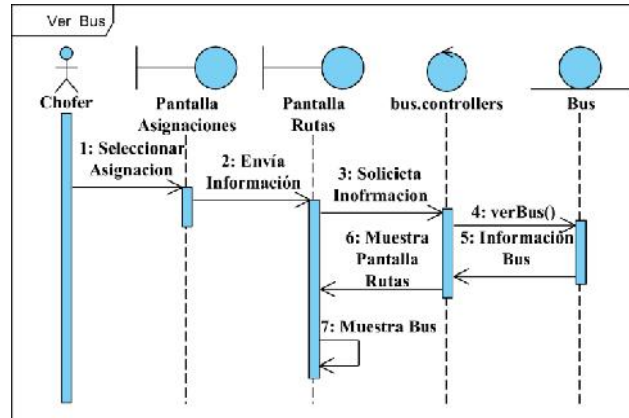 Ver Bus
Chofer
Pantalla
Asignaciones
Pantalla
Rutas
bus.controllers
Bus
1: Seleccionar
Asignacion
2: Envía
Información
3: Solicieta
Inofrmacion
4: verBus()
5: Información
Bus
6: Muestra
Pantalla
Rutas
7: Muestra Bus